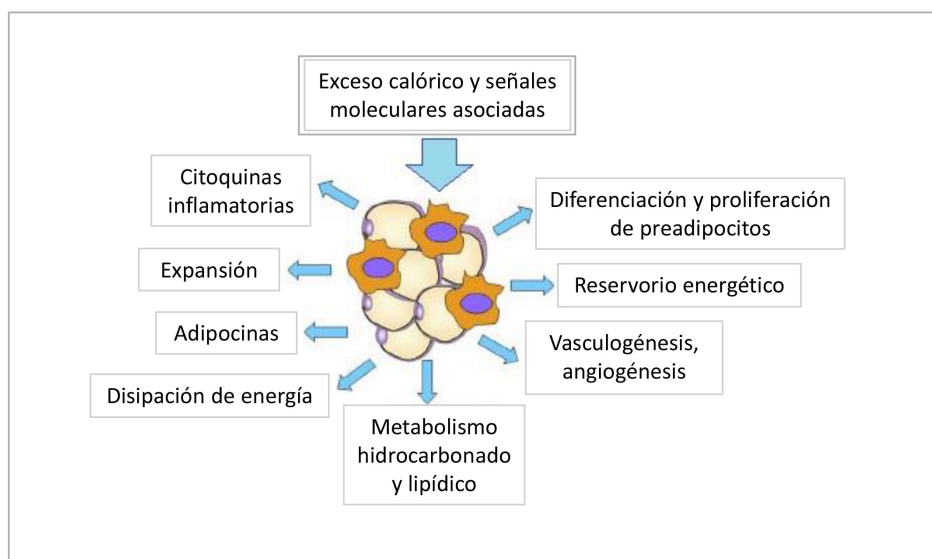 Exceso calórico y señales
moleculares asociadas
Citoquinas
inflamatorias
Diferenciación y proliferación
de preadipocitos
Expansión
Reservorio energético
Adipocinas
Vasculogénesis,
angiogénesis
Disipación de energía
Metabolismo
hidrocarbonado
y lipídico